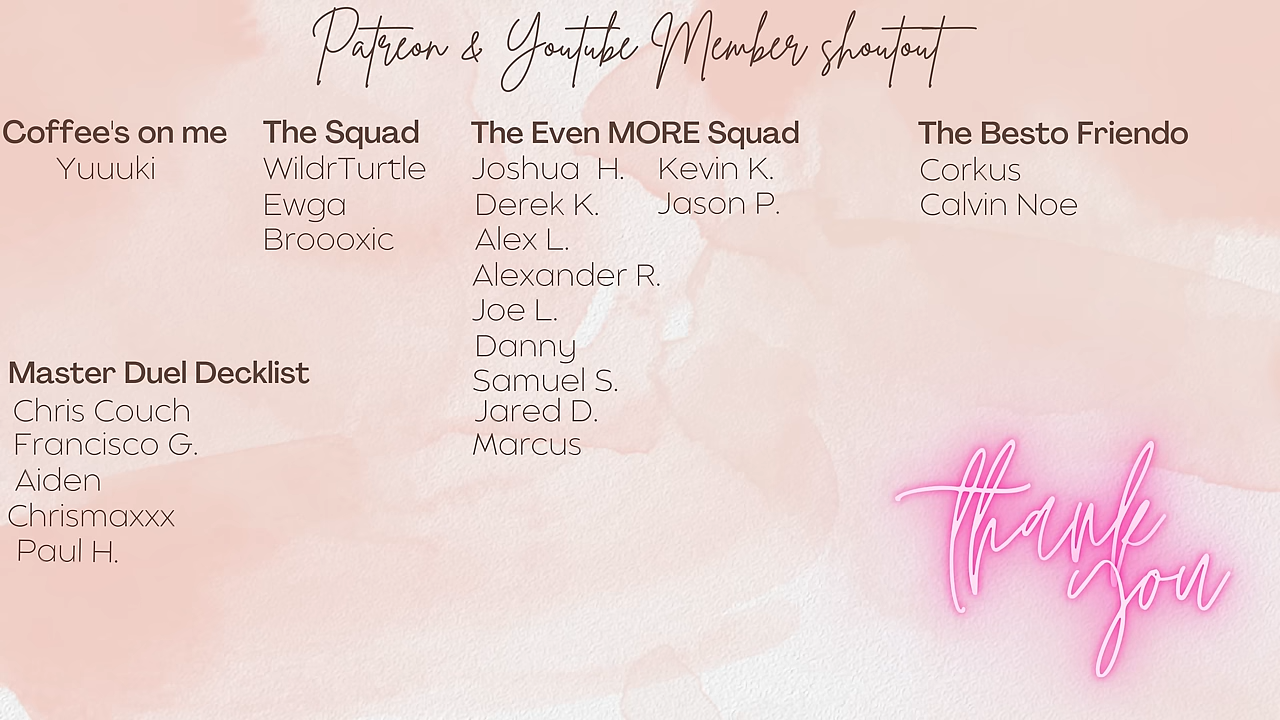 Patreon & Youtube Member shoutout
Coffee's on me
Yuuuki
The Squad
WildrTurtle
Ewga
Broooxic
The Even MORE Squad
Joshua H.
Derek K.
Alex L.
Alexander R.
Joe L.
Danny
Samuel S.
Jared D.
Marcus
Kevin K.
Jason P.
The Besto Friendo
Corkus
Calvin Noe
Master Duel Decklist
Chris Couch
Francisco G.
Aiden
Chrismaxxx
Paul H.
thank
you